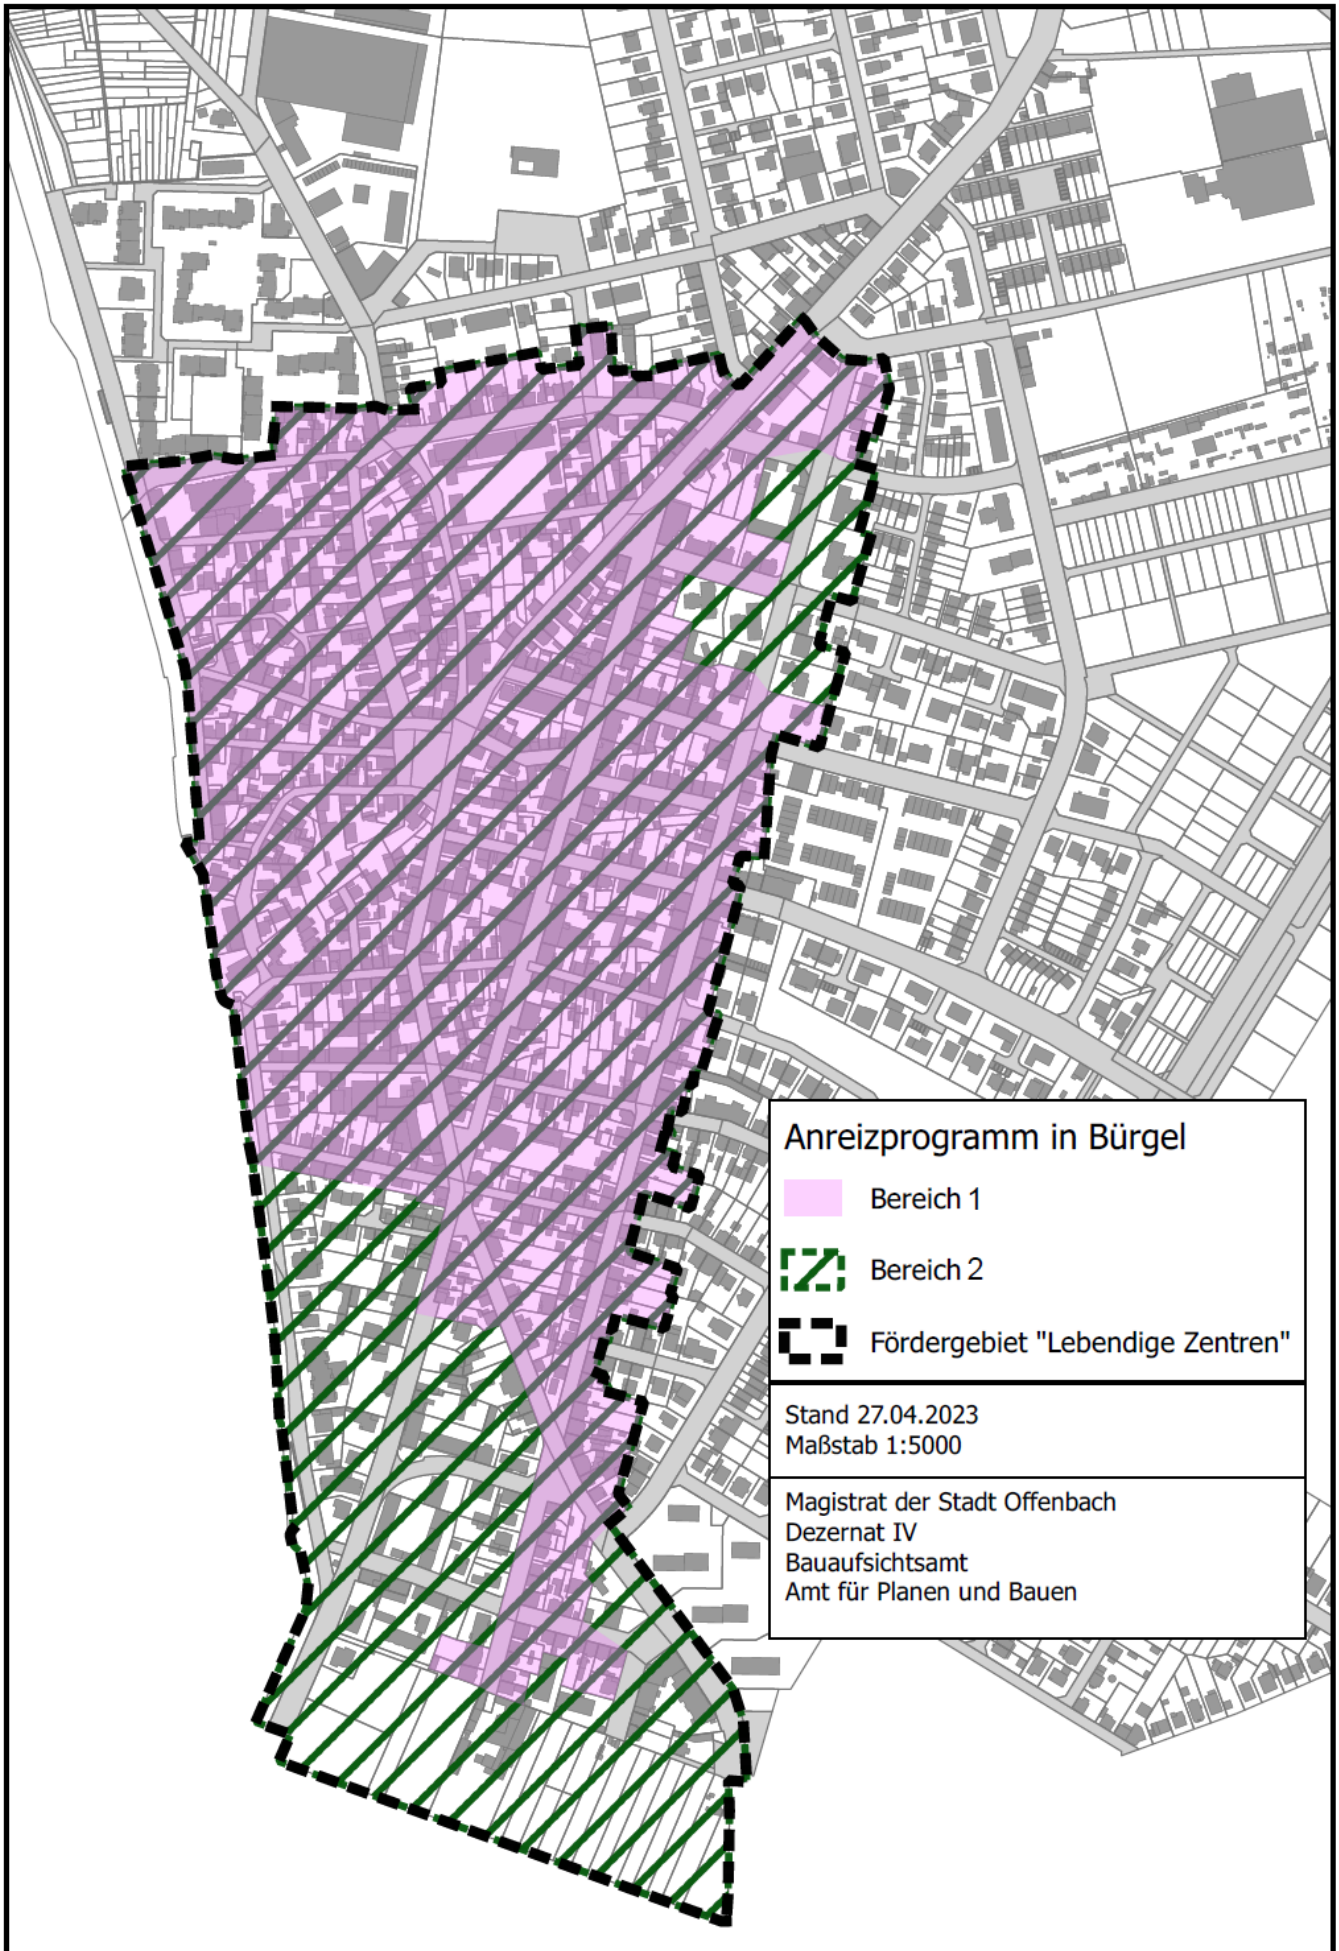 Anreizprogramm in Bürgel
Bereich 1
Bereich 2
Fördergebiet "Lebendige Zentren"
Stand 27.04.2023
Maßstab 1:5000
Magistrat der Stadt Offenbach
Dezernat IV
Bauaufsichtsamt
Amt für Planen und Bauen